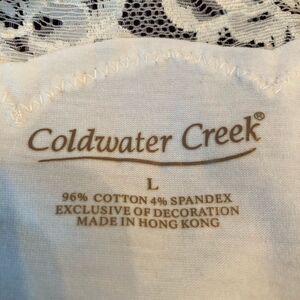 Coldwater Creek®
L
96% COTTON 4% SPANDEX
EXCLUSIVE OF DECORATION
MADE IN HONG KONG